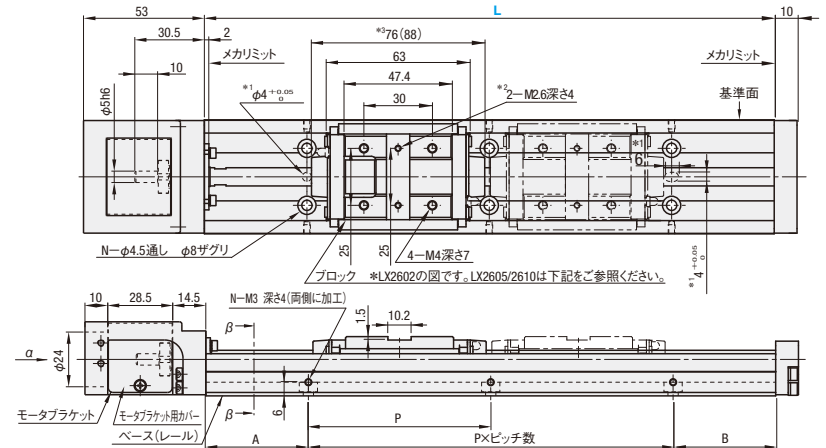 53
L
10
30.5
2
*3 76(88)
メカリミット
メカリミット
10
63
φ5h6
*1 φ4 +0.05 0
47.4
*2 2-M2.6深さ4
基準面
30
*1
6
25
25
*1 4 +0.05 0
N-φ4.5通し φ8ザグリ
4-M4深さ7
ブロック *LX2602の図です。LX2605/2610は下記をご参照ください。
10
28.5
14.5
N-M3 深さ4(両側に加工)
1.5
10.2
β
α
φ24
モータブラケット
モータブラケット用カバー
β
6
P
ベース(レール)
A
P×ピッチ数
B